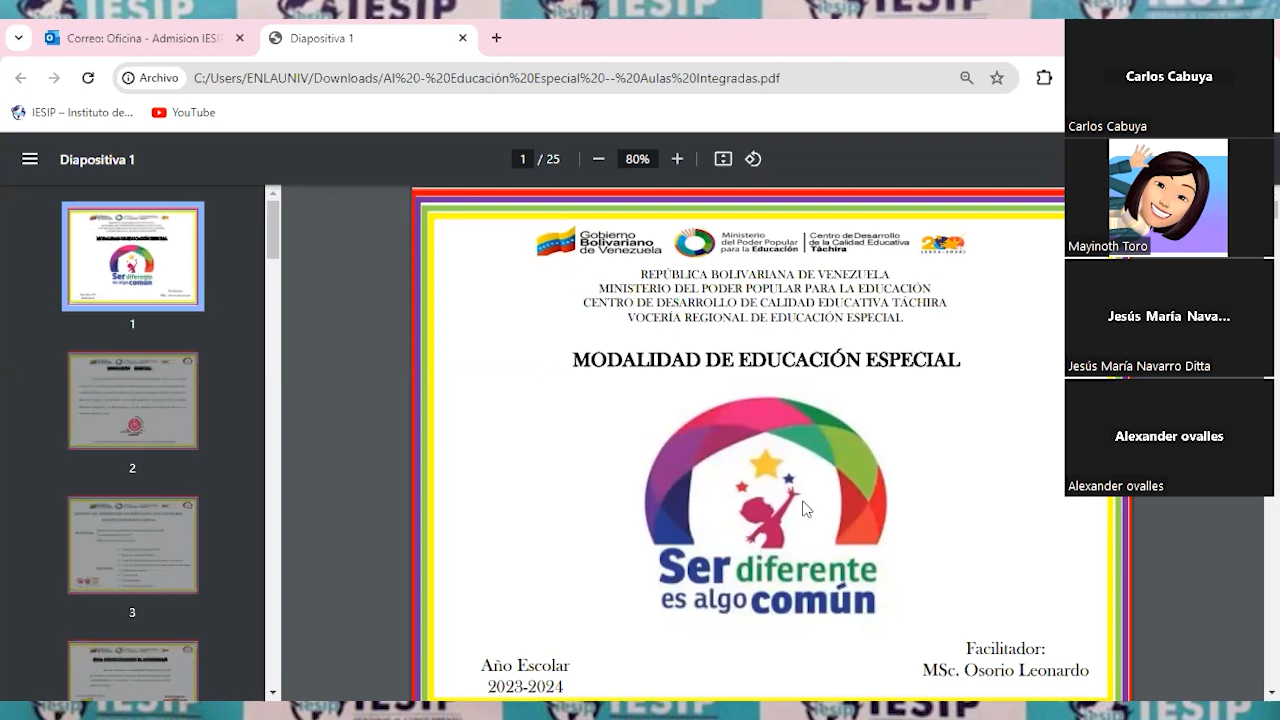 IESIP
Correo: Oficina - Admision IESI
Diapositiva 1
Archivo
C:/Users/ENLAUNIV/Downloads/AI%20-%20Educación%20Especial%20--%20Aulas%20Integradas.pdf
IESIP – Instituto de...
YouTube
Diapositiva 1
1 / 25
80%
1
2
3
Gobierno
Bolivariano
de Venezuela
Ministerio
del Poder Popular
para la Educación
Centro de Desarrollo
de la Calidad Educativa
Táchira
REPÚBLICA BOLIVARIANA DE VENEZUELA
MINISTERIO DEL PODER POPULAR PARA LA EDUCACIÓN
CENTRO DE DESARROLLO DE CALIDAD EDUCATIVA TÁCHIRA
VOCERÍA REGIONAL DE EDUCACIÓN ESPECIAL
MODALIDAD DE EDUCACIÓN ESPECIAL
Ser diferente
es algo común
Año Escolar
2023-2024
Facilitador:
MSc. Osorio Leonardo
Carlos Cabuya
Carlos Cabuya
Mayinoth Toro
Jesús María Nava...
Jesús María Navarro Ditta
Alexander ovalles
Alexander ovalles
IESIP